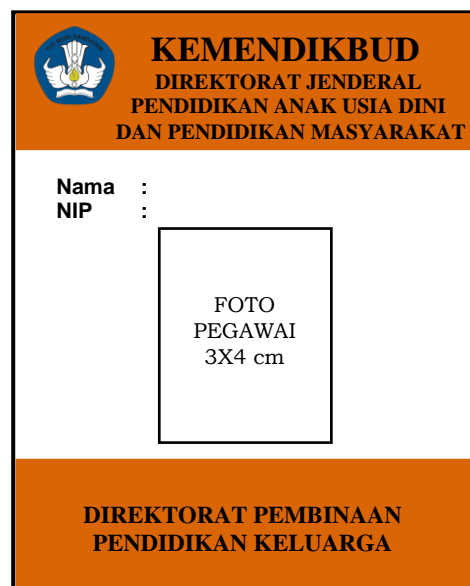 KEMENDIKBUD
DIREKTORAT JENDERAL
PENDIDIKAN ANAK USIA DINI
DAN PENDIDIKAN MASYARAKAT
Nama :
NIP :
FOTO
PEGAWAI
3X4 cm
DIREKTORAT PEMBINAAN
PENDIDIKAN KELUARGA